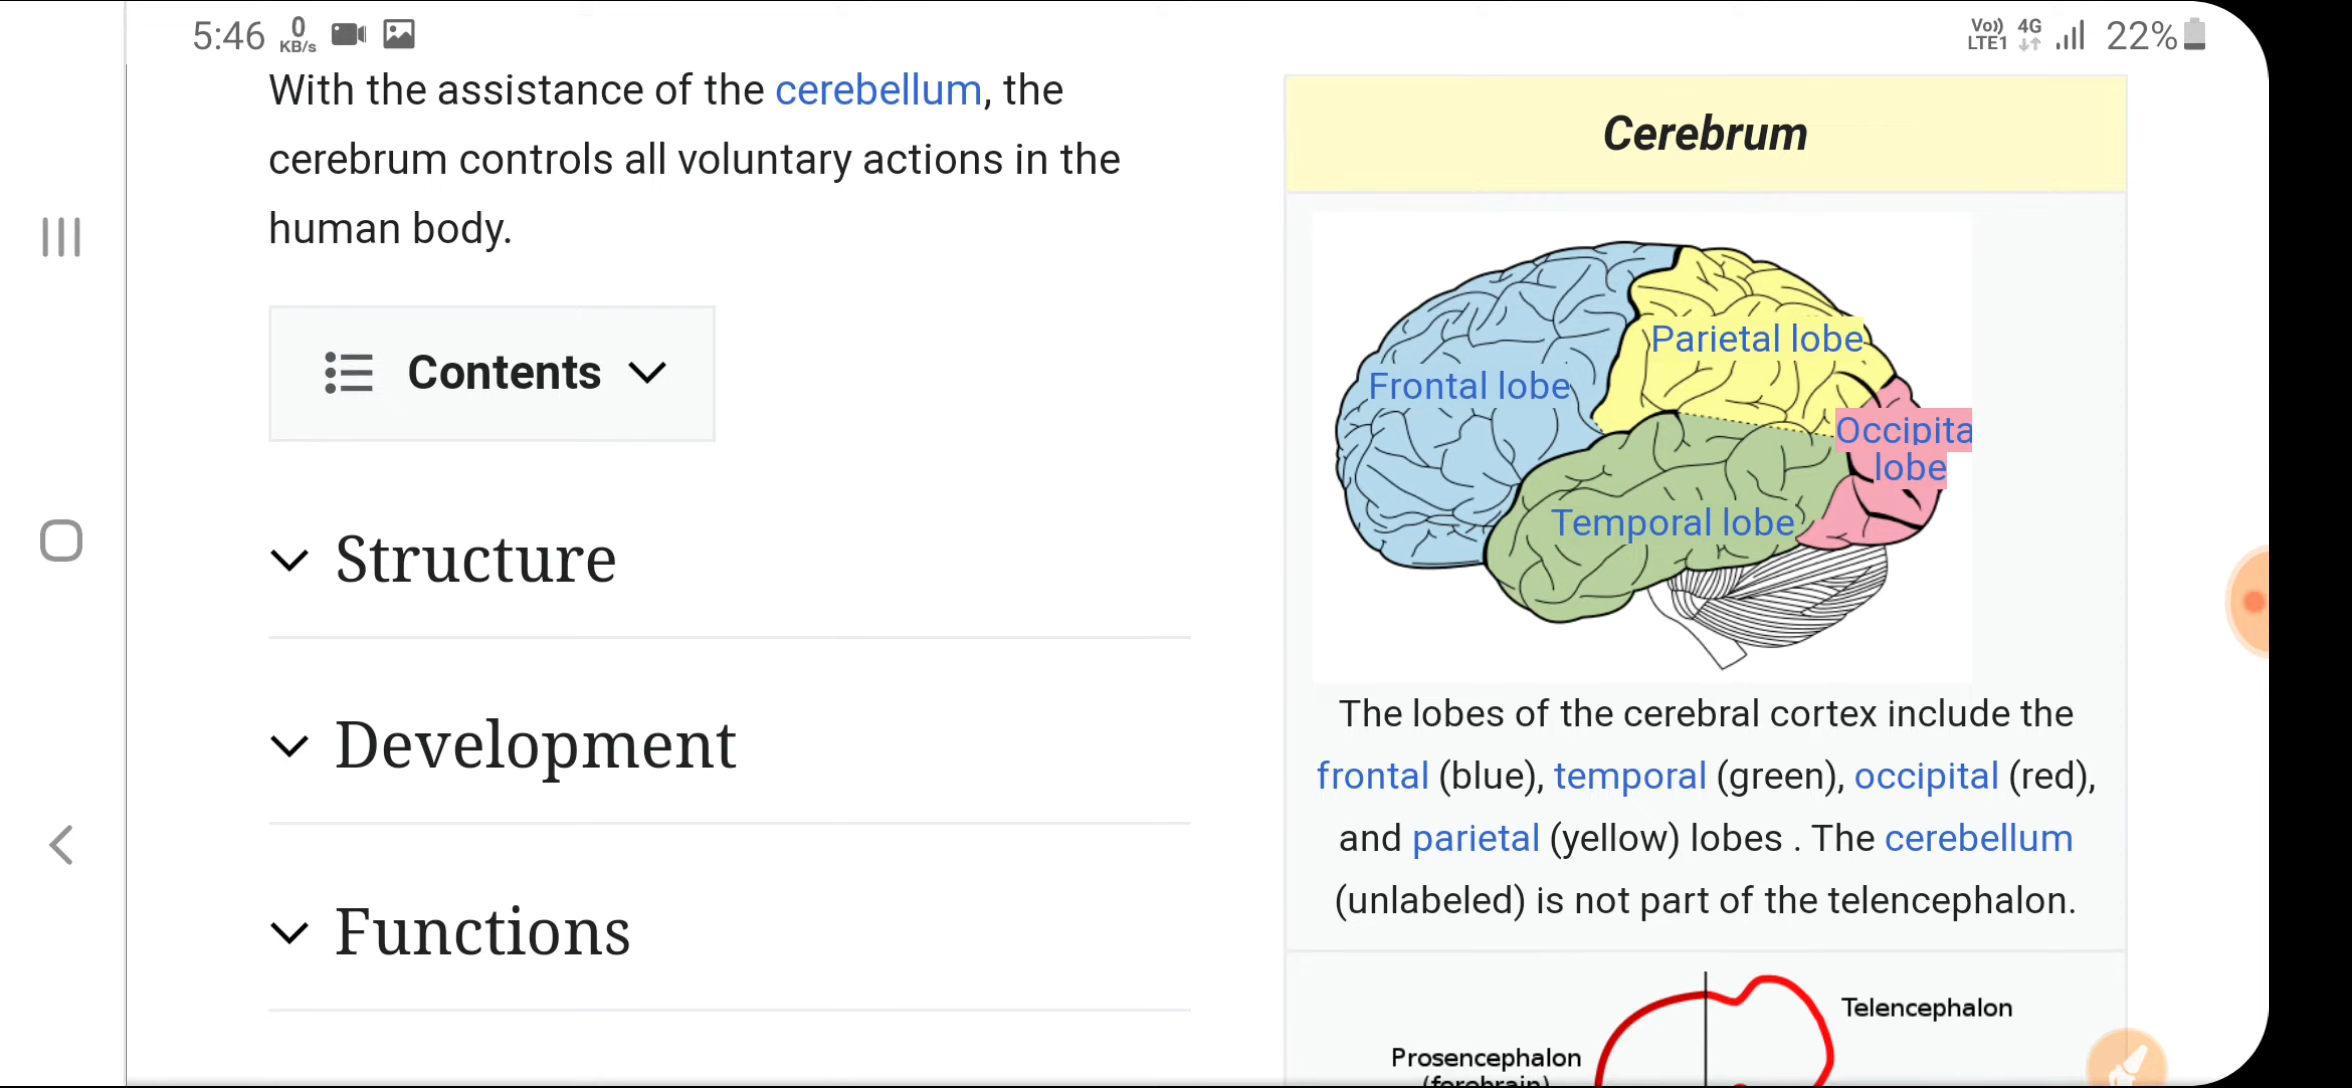 5:46 0 KB/s Vo)) LTE1 4G 22%
With the assistance of the cerebellum, the
cerebrum controls all voluntary actions in the
human body.
Contents
Structure
Development
Functions
Cerebrum
Parietal lobe
Frontal lobe
Occipita
lobe
Temporal lobe
The lobes of the cerebral cortex include the
frontal (blue), temporal (green), occipital (red),
and parietal (yellow) lobes . The cerebellum
(unlabeled) is not part of the telencephalon.
Telencephalon
Prosencephalon
(forebrain)